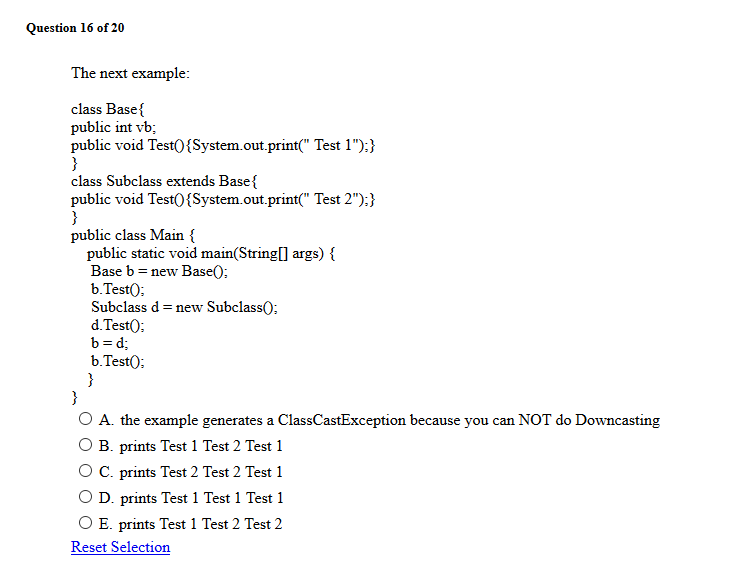 Question 16 of 20
The next example:
class Base{
public int vb;
public void Test(){System.out.print(" Test 1");}
}
class Subclass extends Base{
public void Test(){System.out.print(" Test 2");}
}
public class Main {
public static void main(String[] args) {
Base b = new Base();
b.Test();
Subclass d = new Subclass();
d.Test();
b = d;
b.Test();
}
}
A. the example generates a ClassCastException because you can NOT do Downcasting
B. prints Test 1 Test 2 Test 1
C. prints Test 2 Test 2 Test 1
D. prints Test 1 Test 1 Test 1
E. prints Test 1 Test 2 Test 2
Reset Selection